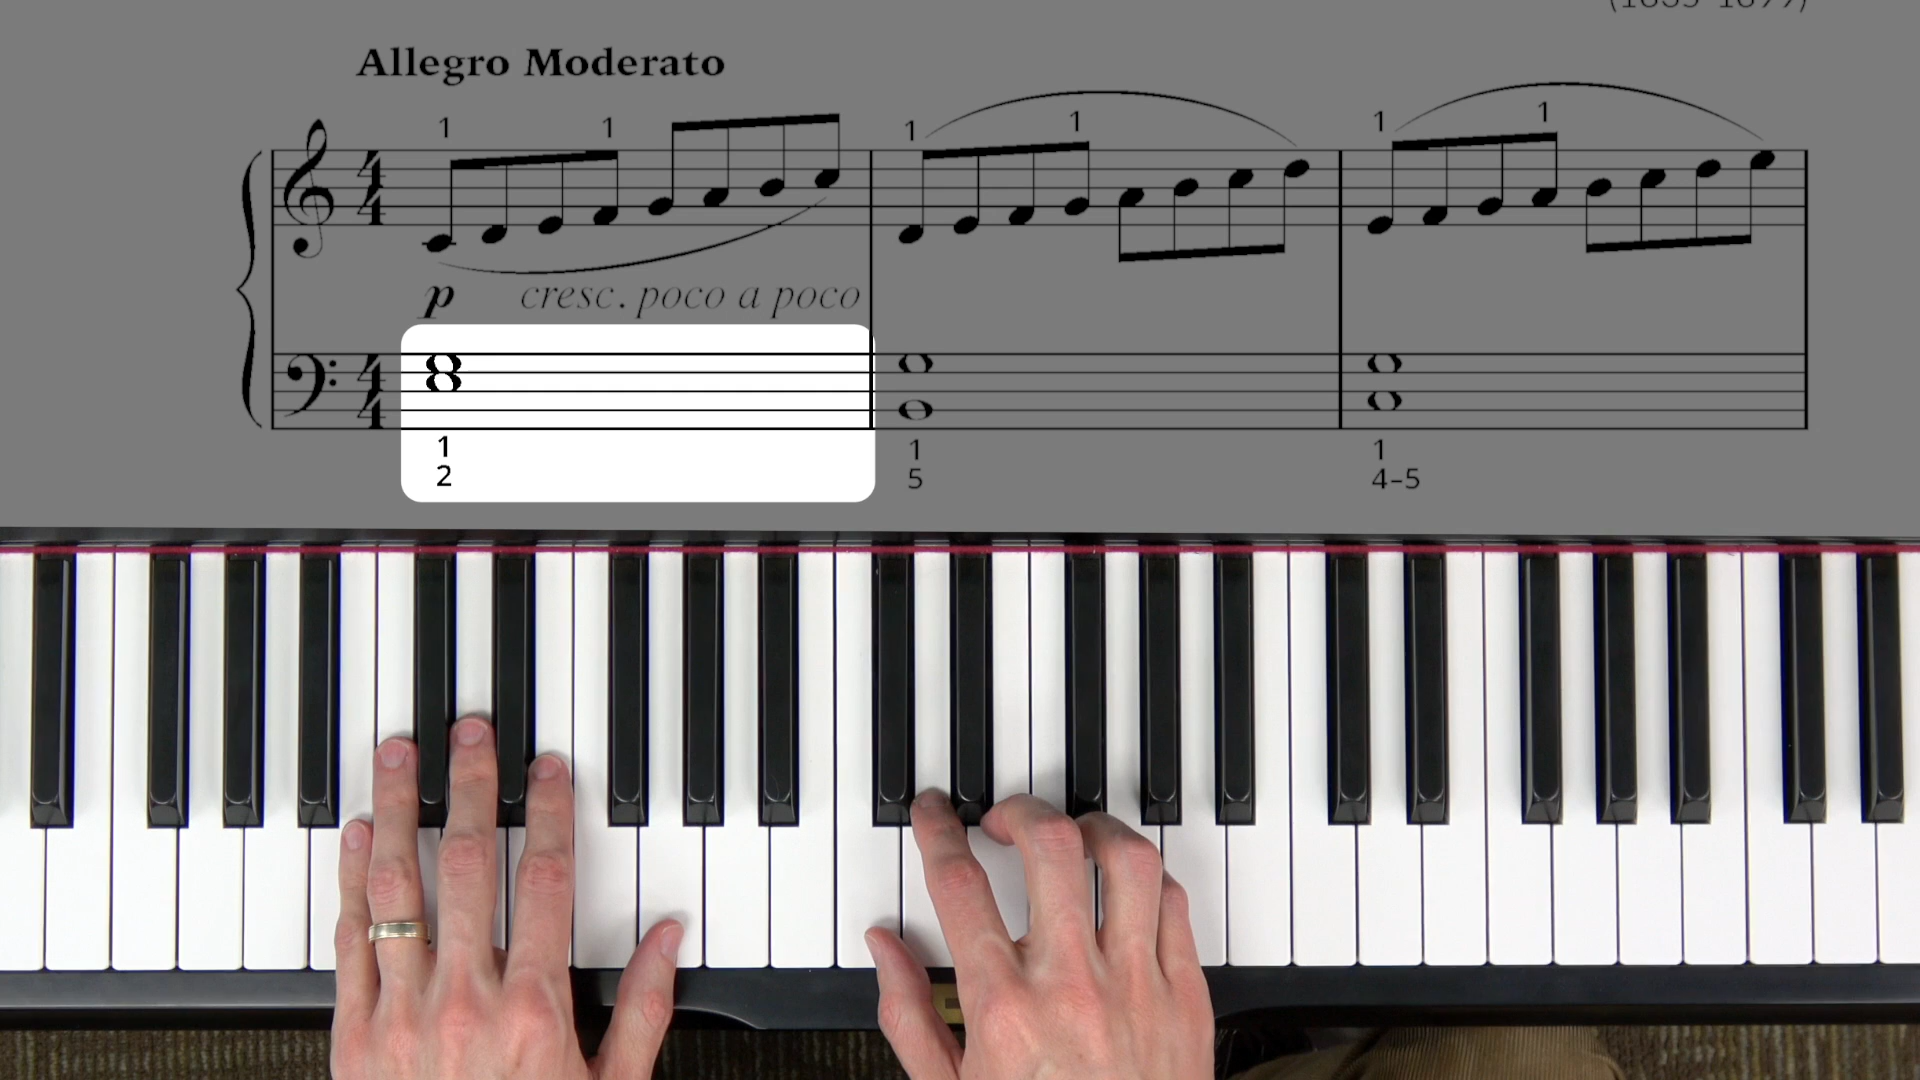 Allegro Moderato
1 1 1 1 1 1
p cresc. poco a poco
1 1 1
2 5 4-5